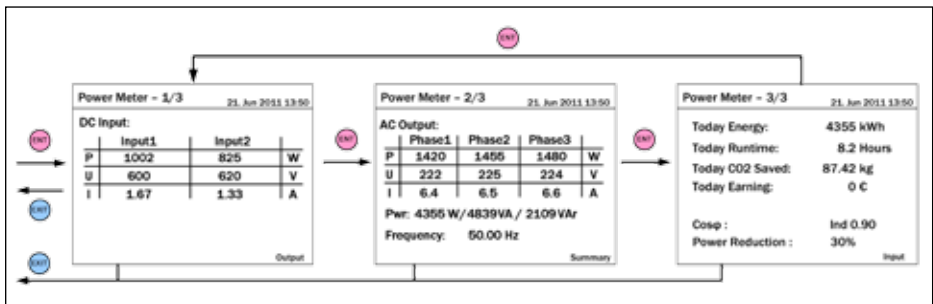 ENT
Power Meter – 1/3 21. Jun 2011 13:50
DC Input:
Input1 Input2
P 1002 825 W
U 600 620 V
I 1.67 1.33 A
Output
ENT
EXIT
EXIT
ENT
Power Meter – 2/3 21. Jun 2011 13:50
AC Output:
Phase1 Phase2 Phase3
P 1420 1455 1480 W
U 222 225 224 V
I 6.4 6.5 6.6 A
Pwr: 4355 W/ 4839VA / 2109 VAr
Frequency: 50.00 Hz
Summary
ENT
Power Meter – 3/3 21. Jun 2011 13:50
Today Energy: 4355 kWh
Today Runtime: 8.2 Hours
Today CO2 Saved: 87.42 kg
Today Earning: 0 €
Cosφ : Ind 0.90
Power Reduction : 30%
Input